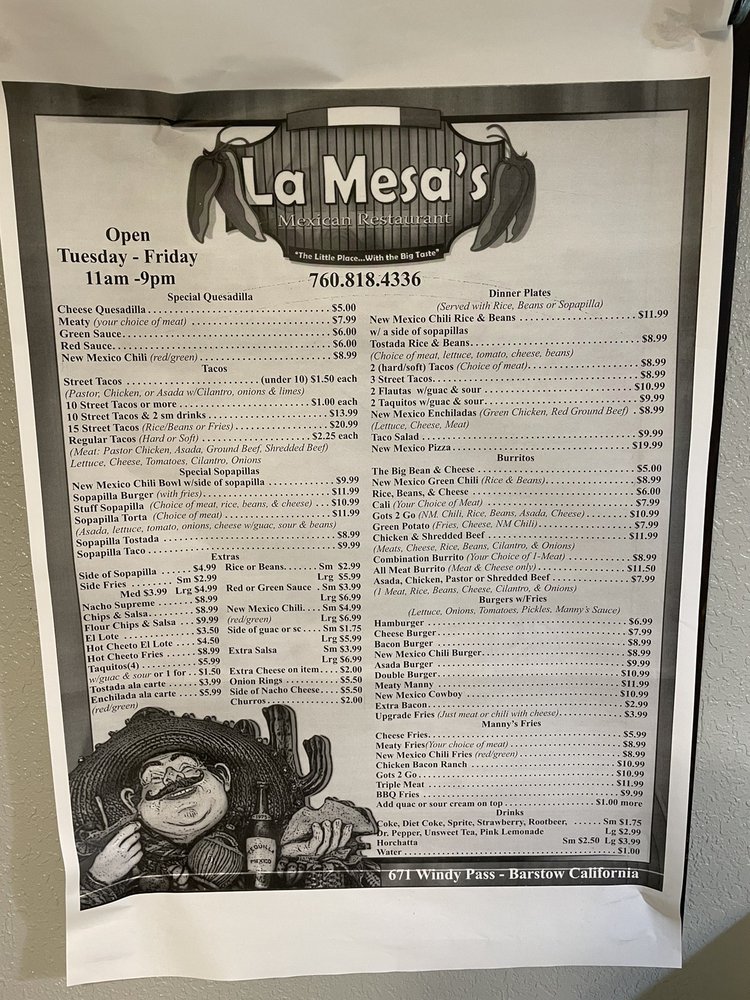 La Mesa's
Mexican Restaurant
"The Little Place...With the Big Taste"
Open
Tuesday - Friday
11am -9pm
760.818.4336
Special Quesadilla
Cheese Quesadilla $5.00
Meaty (your choice of meat) $7.99
Green Sauce $6.00
Red Sauce $6.00
New Mexico Chili (red/green) $8.99
Tacos
Street Tacos (under 10) $1.50 each
(Pastor, Chicken, or Asada w/Cilantro, onions & limes)
10 Street Tacos or more $1.00 each
10 Street Tacos & 2 sm drinks $13.99
15 Street Tacos (Rice/Beans or Fries) $20.99
Regular Tacos (Hard or Soft) $2.25 each
(Meat: Pastor Chicken, Asada, Ground Beef, Shredded Beef)
Lettuce, Cheese, Tomatoes, Cilantro, Onions
Special Sopapillas
New Mexico Chili Bowl w/side of sopapilla $9.99
Sopapilla Burger (with fries) $11.99
Stuff Sopapilla (Choice of meat, rice, beans, & cheese) $10.99
Sopapilla Torta (Choice of meat) $11.99
(Asada, lettuce, tomato, onions, cheese w/guac, sour & beans)
Sopapilla Tostada $8.99
Sopapilla Taco $9.99
Extras
Side of Sopapilla $4.99
Side Fries Sm $2.99
Med $3.99 Lrg $4.99
Nacho Supreme $8.99
Chips & Salsa $8.99
Flour Chips & Salsa $9.99
El Lote $3.50
Hot Cheeto El Lote $4.50
Hot Cheeto Fries $8.99
Taquitos(4) $5.99
w/guac & sour or 1 for $1.50
Tostada ala carte $3.99
Enchilada ala carte $5.99
(red/green)
Rice or Beans Sm $2.99
Lrg $5.99
Red or Green Sauce Sm $3.99
Lrg $6.99
New Mexico Chili Sm $4.99
(red/green) Lrg $6.99
Side of guac or sc Sm $1.75
Lrg $5.99
Extra Salsa Sm $3.99
Lrg $6.99
Extra Cheese on item $2.00
Onion Rings $5.50
Side of Nacho Cheese $5.50
Churros $2.00
Dinner Plates
(Served with Rice, Beans or Sopapilla)
New Mexico Chili Rice & Beans $11.99
w/ a side of sopapillas
Tostada Rice & Beans $8.99
(Choice of meat, lettuce, tomato, cheese, beans)
2 (hard/soft) Tacos (Choice of meat) $8.99
3 Street Tacos $8.99
2 Flautas w/guac & sour $10.99
2 Taquitos w/guac & sour $9.99
New Mexico Enchiladas (Green Chicken, Red Ground Beef) $8.99
(Lettuce, Cheese, Meat)
Taco Salad $9.99
New Mexico Pizza $19.99
Burritos
The Big Bean & Cheese $5.00
New Mexico Green Chili (Rice & Beans) $8.99
Rice, Beans, & Cheese $6.00
Cali (Your Choice of Meat) $7.99
Gots 2 Go (NM. Chili, Rice, Beans, Asada, Cheese) $10.99
Green Potato (Fries, Cheese, NM Chili) $7.99
Chicken & Shredded Beef $11.99
(Meats, Cheese, Rice, Beans, Cilantro, & Onions)
Combination Burrito (Your Choice of 1-Meat) $8.99
All Meat Burrito (Meat & Cheese only) $11.50
Asada, Chicken, Pastor or Shredded Beef $7.99
(1 Meat, Rice, Beans, Cheese, Cilantro, & Onions)
Burgers w/Fries
(Lettuce, Onions, Tomatoes, Pickles, Manny's Sauce)
Hamburger $6.99
Cheese Burger $7.99
Bacon Burger $8.99
New Mexico Chili Burger $8.99
Asada Burger $9.99
Double Burger $10.99
Meaty Manny $11.99
New Mexico Cowboy $10.99
Extra Bacon $2.99
Upgrade Fries (Just meat or chili with cheese) $3.99
Manny's Fries
Cheese Fries $5.99
Meaty Fries(Your choice of meat) $8.99
New Mexico Chili Fries (red/green) $8.99
Chicken Bacon Ranch $10.99
Gots 2 Go $10.99
Triple Meat $11.99
BBQ Fries $9.99
Add quac or sour cream on top $1.00 more
Drinks
Coke, Diet Coke, Sprite, Strawberry, Rootbeer, Sm $1.75
Dr. Pepper, Unsweet Tea, Pink Lemonade Lg $2.99
Horchatta Sm $2.50 Lg $3.99
Water $1.00
TEQUILLA
MEXICO
671 Windy Pass - Barstow California